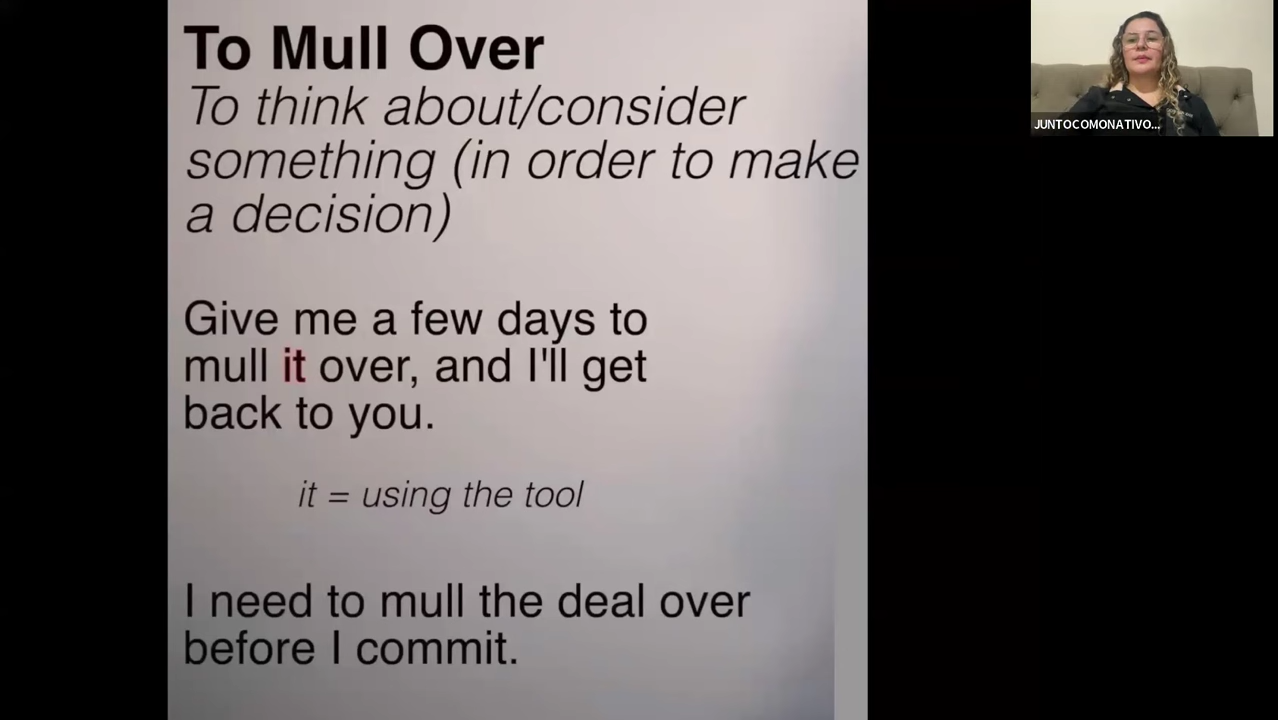 To Mull Over
To think about/consider
something (in order to make
a decision)
Give me a few days to
mull it over, and I'll get
back to you.
it = using the tool
I need to mull the deal over
before I commit.
JUNTOCOMONATIVO...